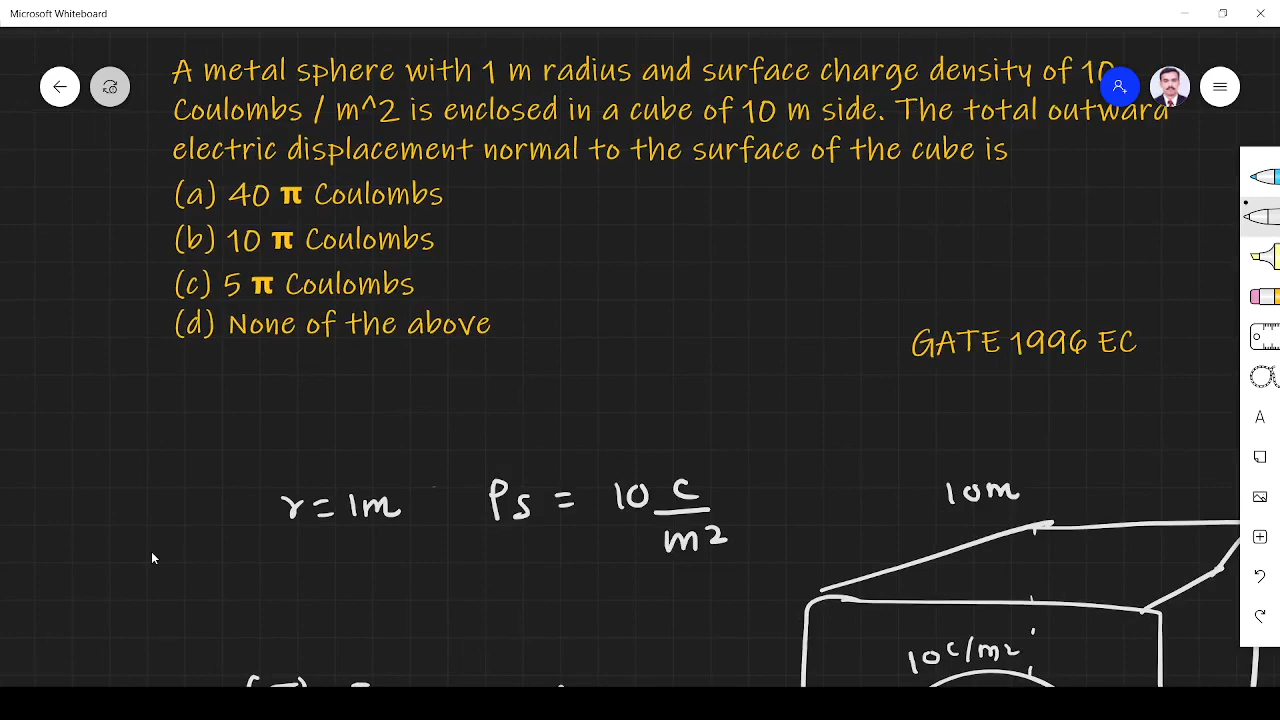 Microsoft Whiteboard
A metal sphere with 1 m radius and surface charge density of 10
Coulombs / m^2 is enclosed in a cube of 10 m side. The total outward
electric displacement normal to the surface of the cube is
(a) 40 π Coulombs
(b) 10 π Coulombs
(c) 5 π Coulombs
(d) None of the above
GATE 1996 EC
r = 1m ρs = 10 C/m2
10m
10 C/m2
A